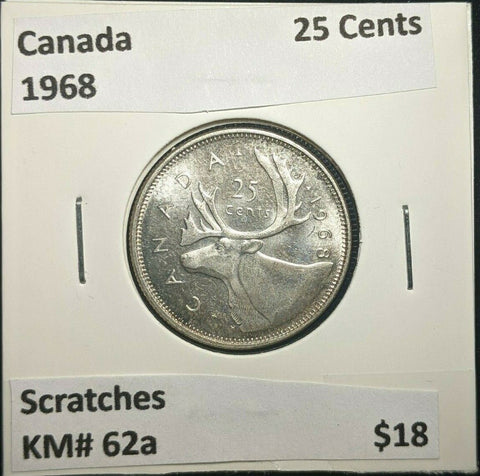 Canada 25 Cents
1968
CANADA 1968
25
cents
Scratches
KM# 62a $18